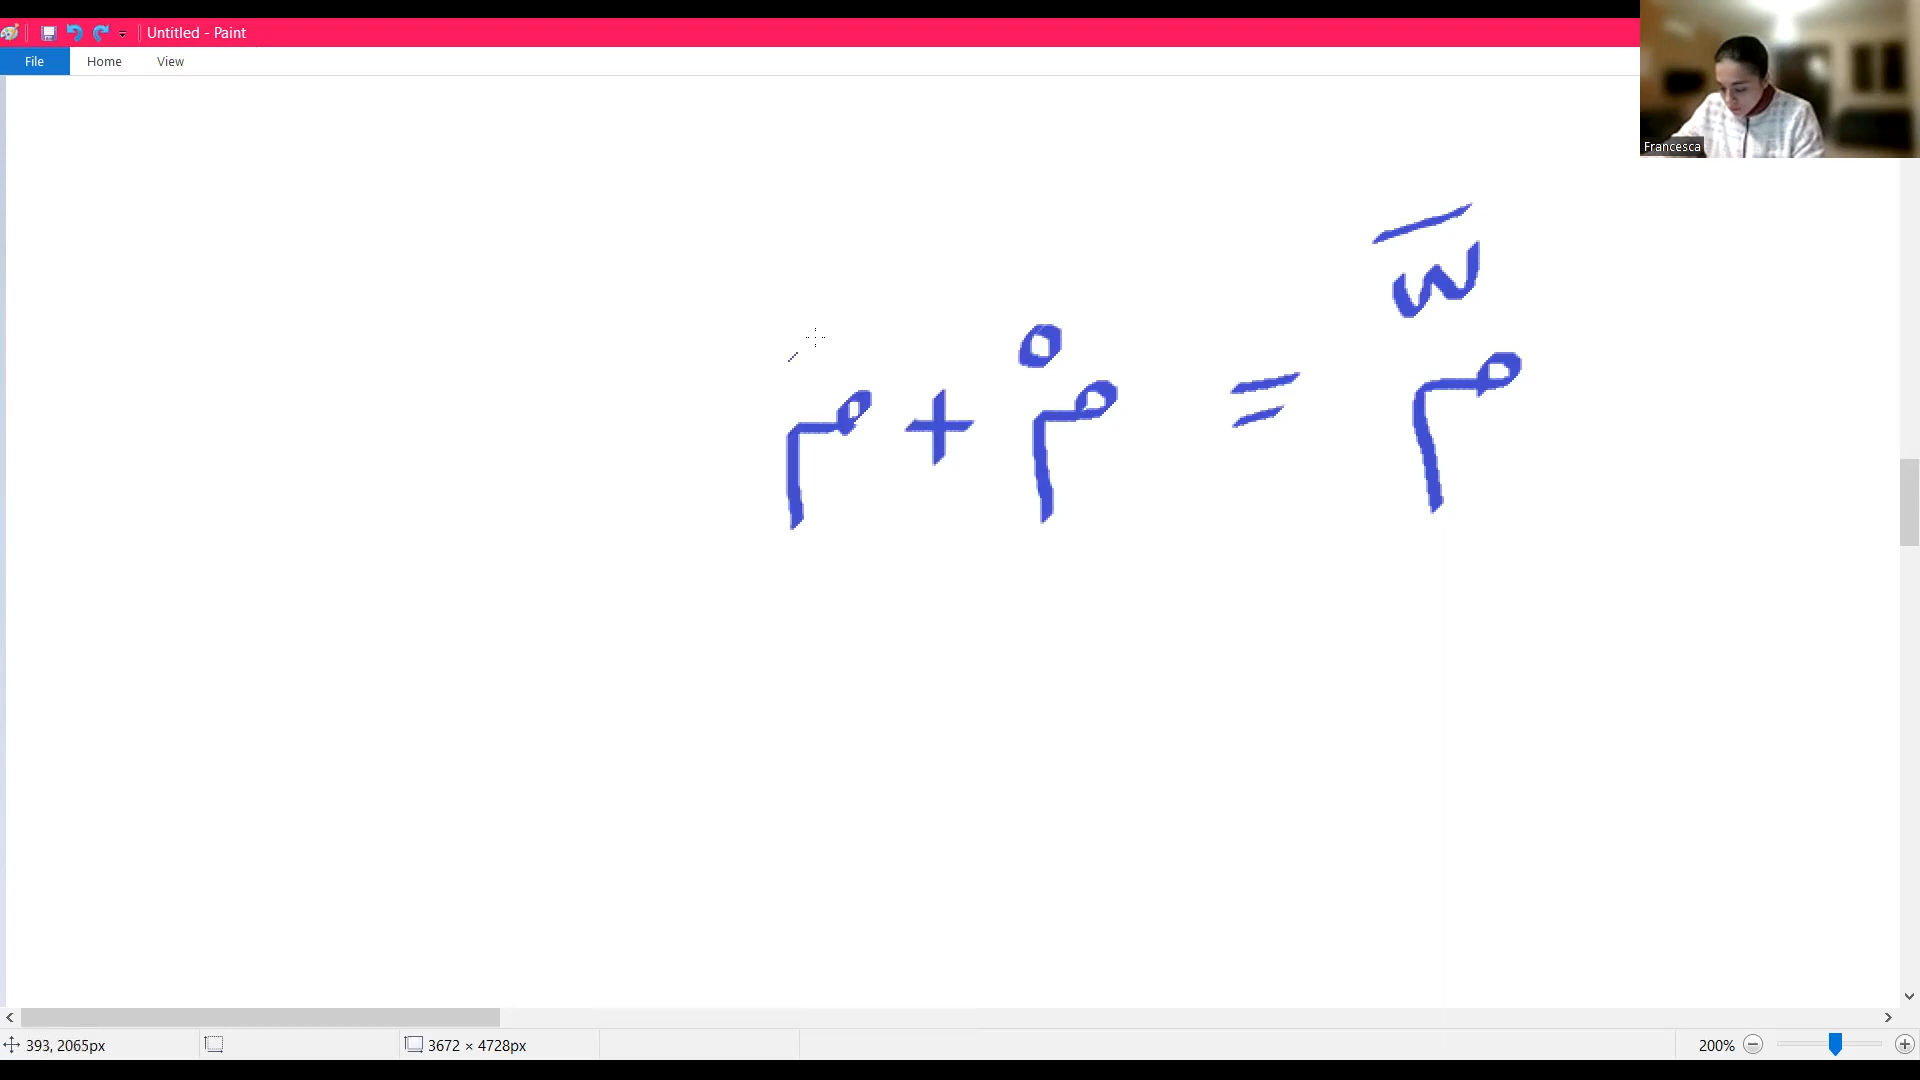 Untitled - Paint
File Home View
Francesca
مَّ = مْ + مَ
393, 2065px 3672 × 4728px 200%